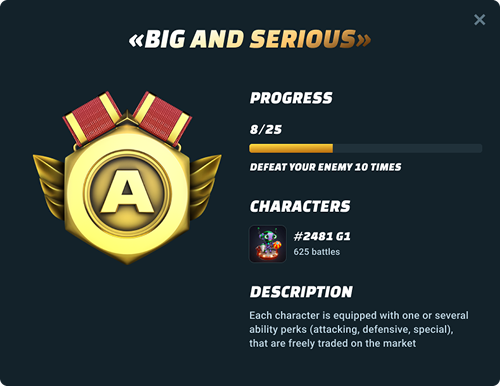 «BIG AND SERIOUS»
A
PROGRESS
8/25
DEFEAT YOUR ENEMY 10 TIMES
CHARACTERS
#2481 G1
625 battles
DESCRIPTION
Each character is equipped with one or several
ability perks (attacking, defensive, special),
that are freely traded on the market